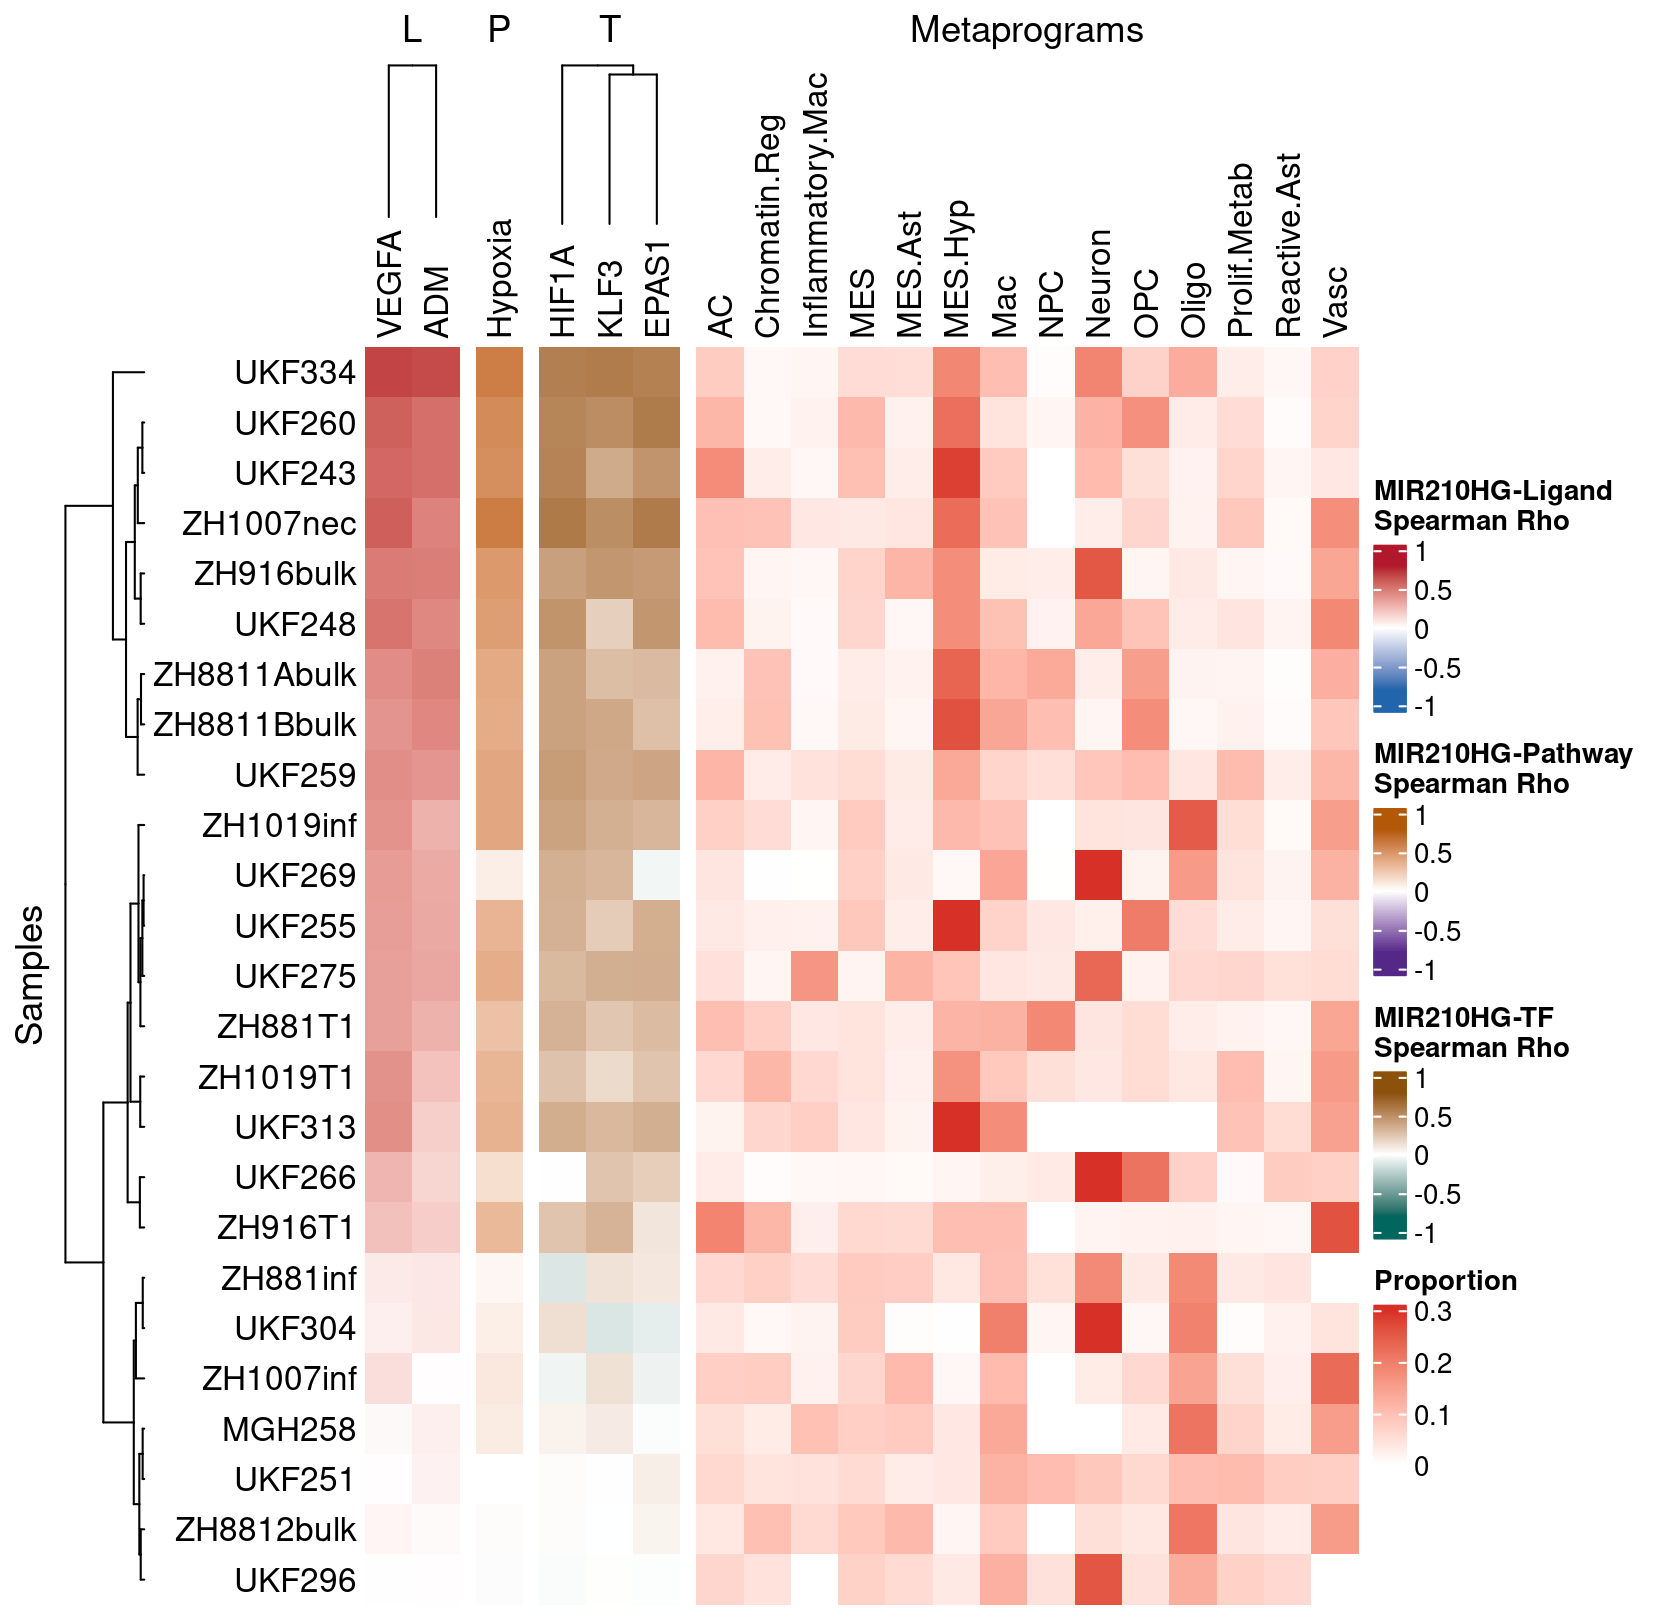 L P T Metaprograms
VEGFA
ADM
Hypoxia
HIF1A
KLF3
EPAS1
AC
Chromatin.Reg
Inflammatory.Mac
MES
MES.Ast
MES.Hyp
Mac
NPC
Neuron
OPC
Oligo
Prolif.Metab
Reactive.Ast
Vasc
Samples
UKF334
UKF260
UKF243
ZH1007nec
ZH916bulk
UKF248
ZH8811Abulk
ZH8811Bbulk
UKF259
ZH1019inf
UKF269
UKF255
UKF275
ZH881T1
ZH1019T1
UKF313
UKF266
ZH916T1
ZH881inf
UKF304
ZH1007inf
MGH258
UKF251
ZH8812bulk
UKF296
MIR210HG-Ligand
Spearman Rho
1
0.5
0
-0.5
-1
MIR210HG-Pathway
Spearman Rho
1
0.5
0
-0.5
-1
MIR210HG-TF
Spearman Rho
1
0.5
0
-0.5
-1
Proportion
0.3
0.2
0.1
0